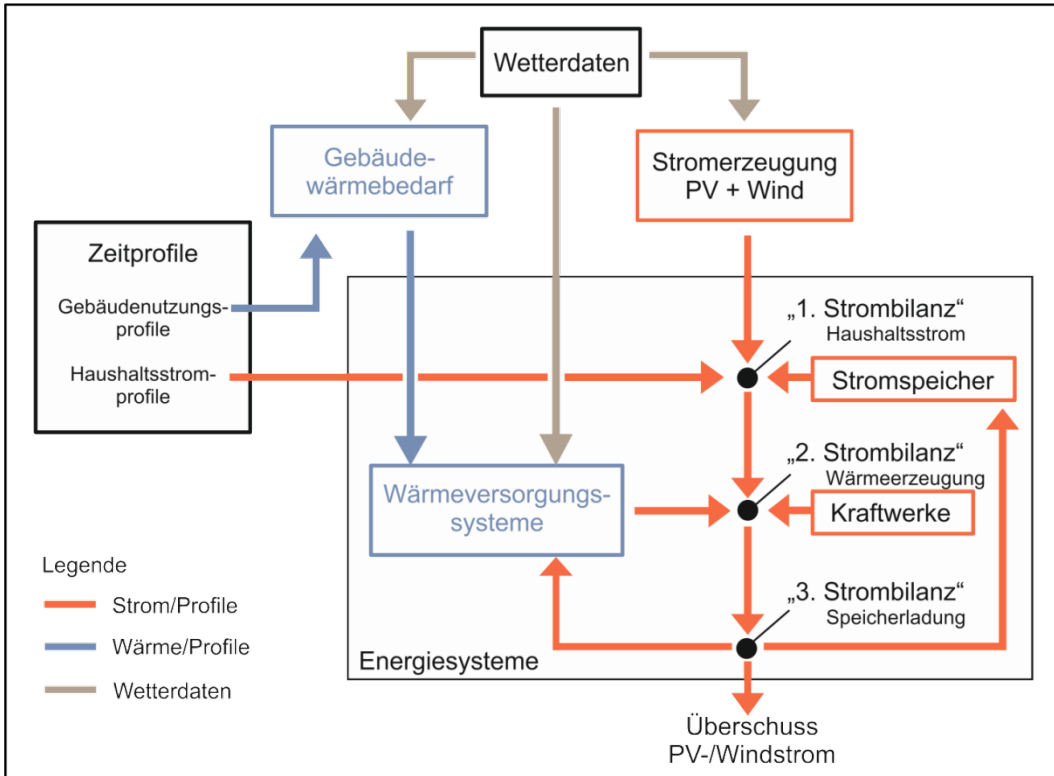 Wetterdaten
Gebäude-
wärmebedarf
Stromerzeugung
PV + Wind
Zeitprofile
Gebäudenutzungs-
profile
Haushaltsstrom-
profile
„1. Strombilanz“
Haushaltsstrom
Stromspeicher
„2. Strombilanz“
Wärmeerzeugung
Kraftwerke
Wärmeversorgungs-
systeme
„3. Strombilanz“
Speicherladung
Energiesysteme
Legende
Strom/Profile
Wärme/Profile
Wetterdaten
Überschuss
PV-/Windstrom